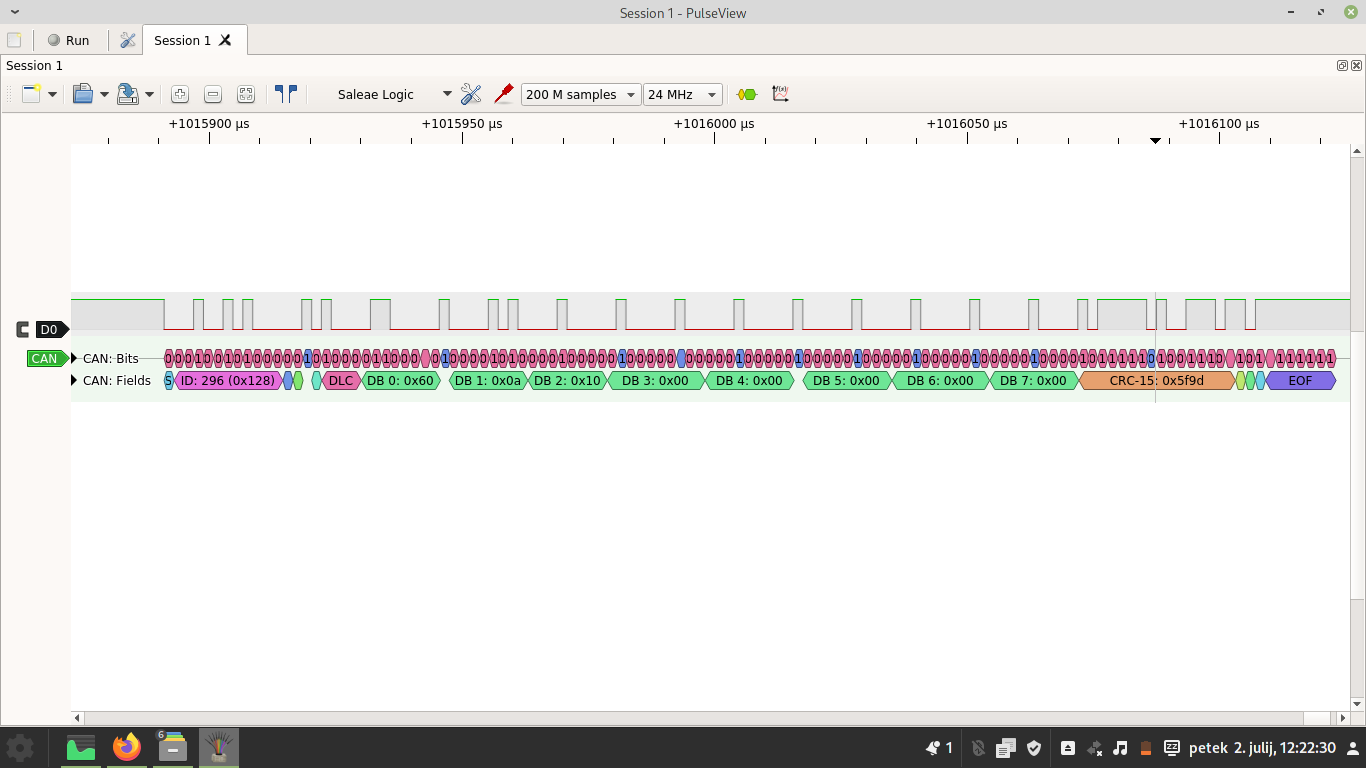 Session 1 - PulseView
Run
Session 1
Session 1
Saleae Logic
200 M samples
24 MHz
+1015900 µs
+1015950 µs
+1016000 µs
+1016050 µs
+1016100 µs
D0
CAN
CAN: Bits
CAN: Fields
S
ID: 296 (0x128)
DLC
DB 0: 0x60
DB 1: 0x0a
DB 2: 0x10
DB 3: 0x00
DB 4: 0x00
DB 5: 0x00
DB 6: 0x00
DB 7: 0x00
CRC-15: 0x5f9d
EOF
6
1
petek 2. julij, 12:22:30